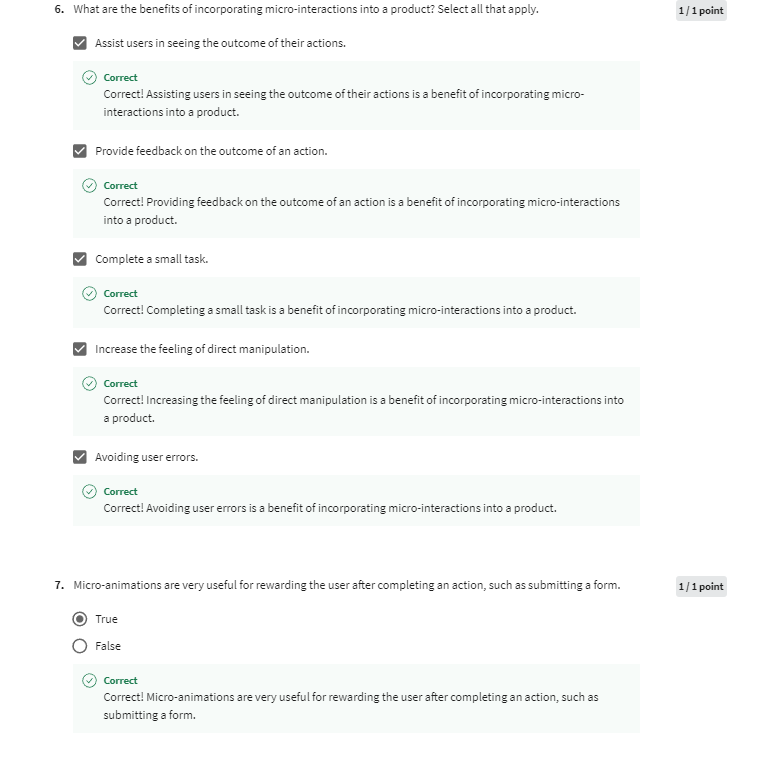 6. What are the benefits of incorporating micro-interactions into a product? Select all that apply.
1 / 1 point
Assist users in seeing the outcome of their actions.
Correct
Correct! Assisting users in seeing the outcome of their actions is a benefit of incorporating micro-
interactions into a product.
Provide feedback on the outcome of an action.
Correct
Correct! Providing feedback on the outcome of an action is a benefit of incorporating micro-interactions
into a product.
Complete a small task.
Correct
Correct! Completing a small task is a benefit of incorporating micro-interactions into a product.
Increase the feeling of direct manipulation.
Correct
Correct! Increasing the feeling of direct manipulation is a benefit of incorporating micro-interactions into
a product.
Avoiding user errors.
Correct
Correct! Avoiding user errors is a benefit of incorporating micro-interactions into a product.
7. Micro-animations are very useful for rewarding the user after completing an action, such as submitting a form.
1 / 1 point
True
False
Correct
Correct! Micro-animations are very useful for rewarding the user after completing an action, such as
submitting a form.